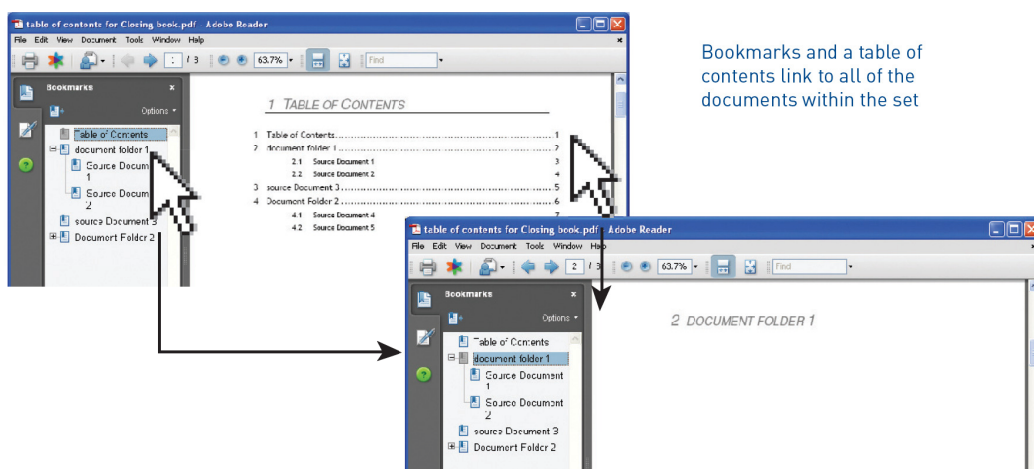 table of contents for Closing book.pdf - Adobe Reader
File Edit View Document Tools Window Help
1 / 8 63.7% Find
Bookmarks x
Options
Table of Contents
document folder 1
Source Docum
1
Source Docum
2
source Document 3
Document Folder 2
1 TABLE OF CONTENTS
1 Table of Contents 1
2 document folder 1 2
2.1 Source Document 1 3
2.2 Source Document 2 4
3 source Document 3 5
4 Document Folder 2 6
4.1 Source Document 4 7
4.2 Source Document 5
Bookmarks and a table of
contents link to all of the
documents within the set
table of contents for Closing book.pdf Adobe Reader
File Edit View Document Tools Window Help
2 / 8 63.7% Find
Bookmarks x
Options
Table of Contents
document folder 1
Source Document
1
Source Document
2
source Document 3
Document Folder 2
2 DOCUMENT FOLDER 1